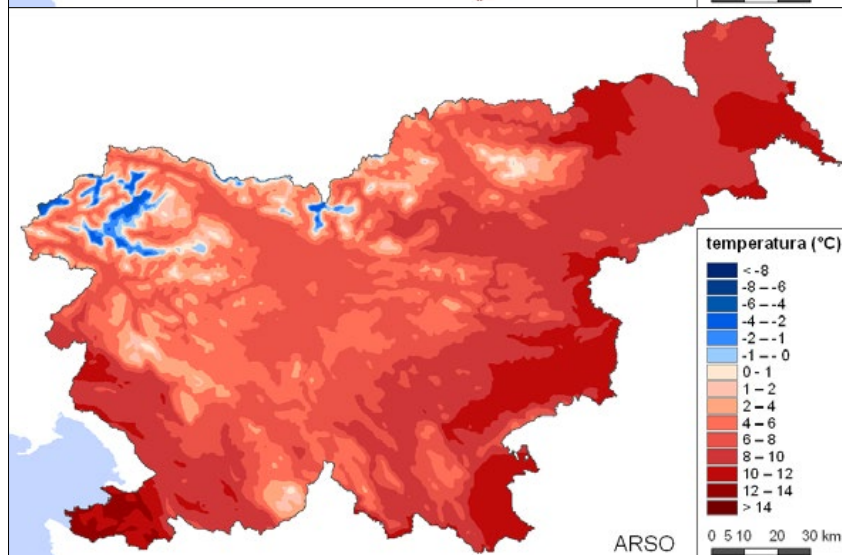 temperatura (°C)
< -8
-8 – -6
-6 – -4
-4 – -2
-2 – -1
-1 – 0
0 - 1
1 – 2
2 – 4
4 – 6
6 – 8
8 – 10
10 – 12
12 – 14
> 14
ARSO
0 5 10 20 30 km